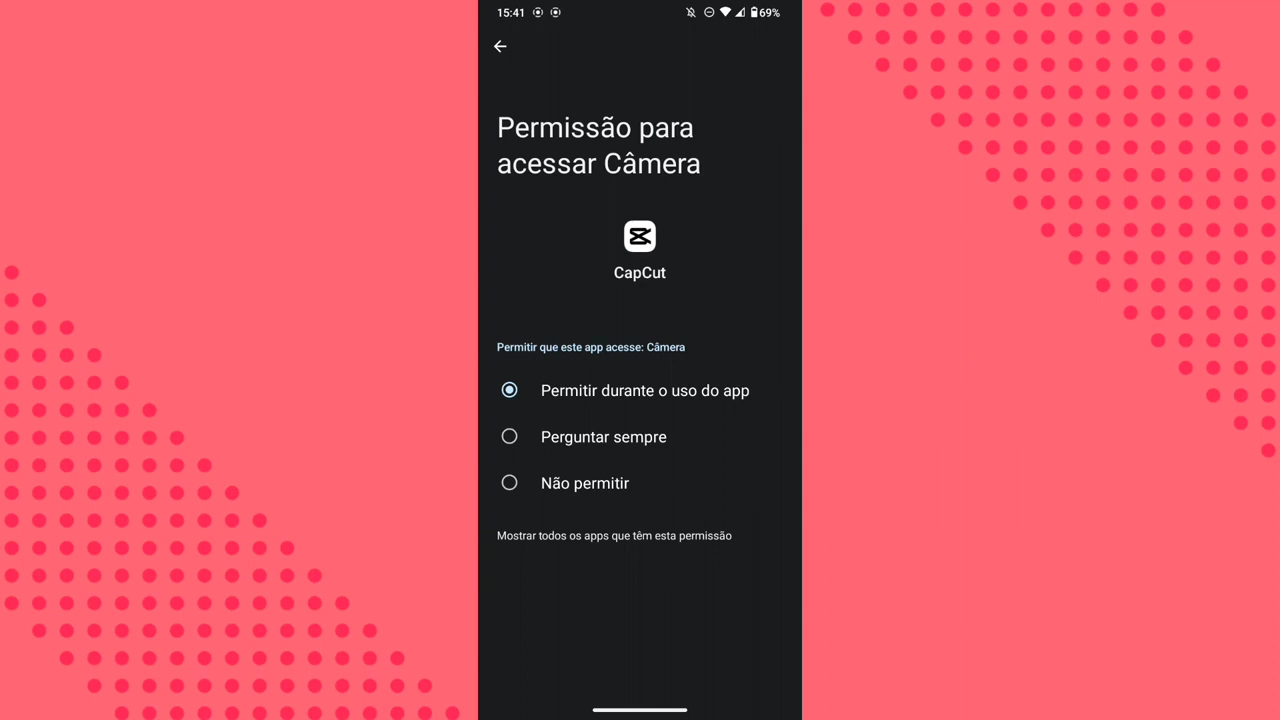 15:41
69%
Permissão para
acessar Câmera
CapCut
Permitir que este app acesse: Câmera
Permitir durante o uso do app
Perguntar sempre
Não permitir
Mostrar todos os apps que têm esta permissão